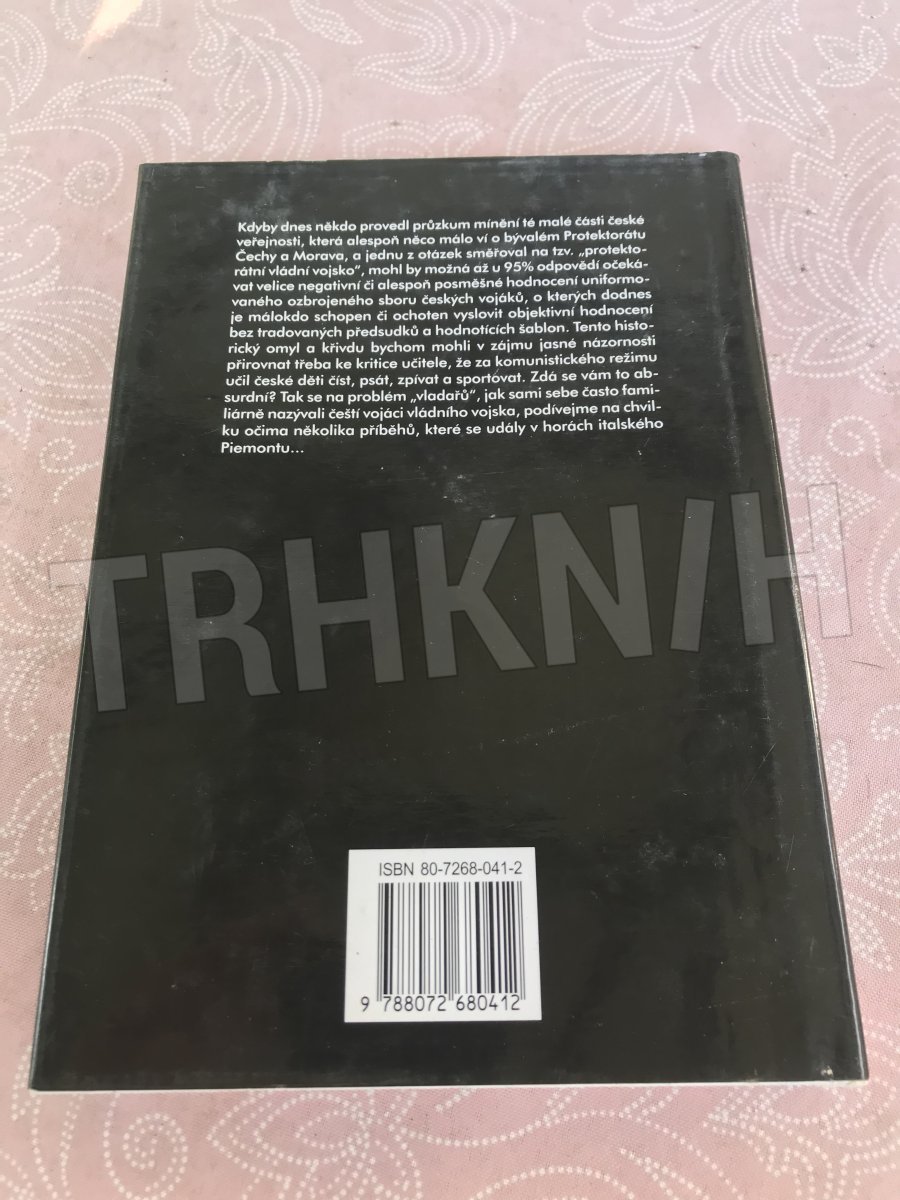 Kdyby dnes někdo provedl průzkum mínění té malé části české
veřejnosti, která alespoň něco málo ví o bývalém Protektorátu
Čechy a Morava, a jednu z otázek směřoval na tzv. „protekto-
rátní vládní vojsko“, mohl by možná až u 95% odpovědí očeká-
vat velice negativní či alespoň posměšné hodnocení uniformo-
vaného ozbrojeného sboru českých vojáků, o kterých dodnes
je málokdo schopen či ochoten vyslovit objektivní hodnocení
bez tradovaných předsudků a hodnotících šablon. Tento histo-
rický omyl a křivdu bychom mohli v zájmu jasné názornosti
přirovnat třeba ke kritice učitele, že za komunistického režimu
učil české děti číst, psát, zpívat a sportovat. Zdá se vám to ab-
surdní? Tak se na problém „vladařů“, jak sami sebe často fami-
liárně nazývali čeští vojáci vládního vojska, podívejme na chvil-
ku očima několika příběhů, které se udály v horách italského
Piemontu...
TRHKNIH
ISBN 80-7268-041-2
9 788072 680412